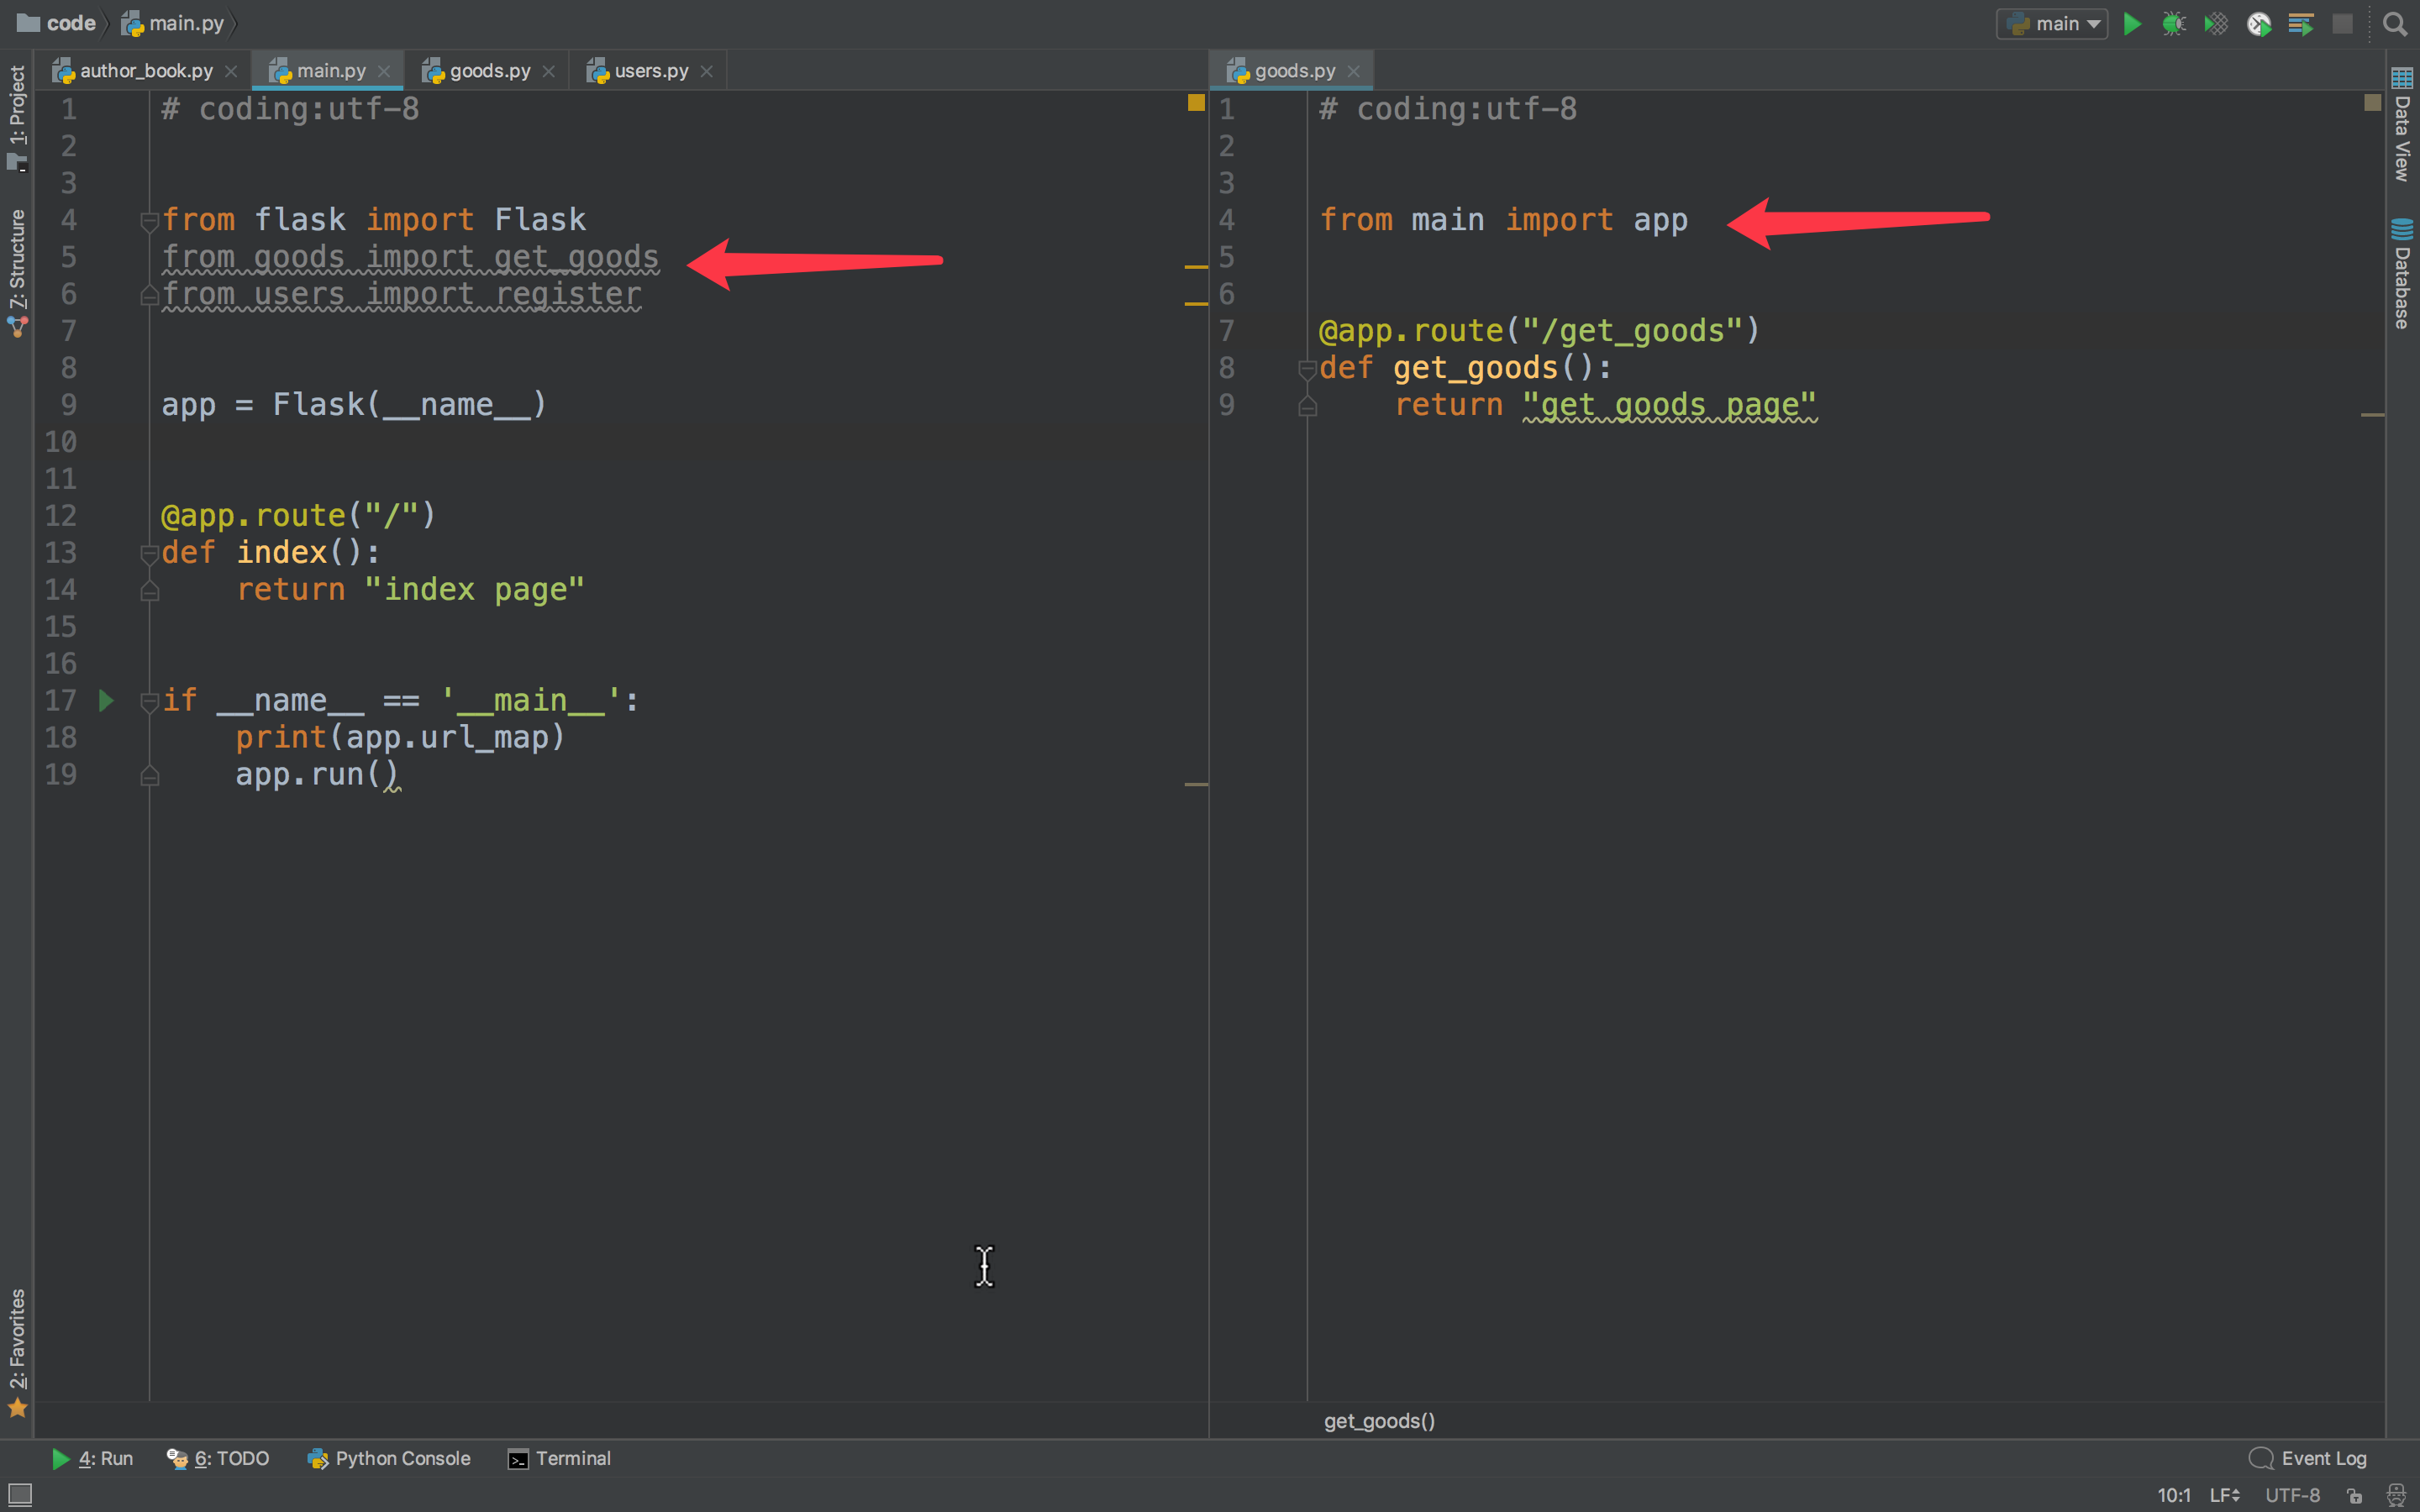 code
main.py
main
author_book.py
main.py
goods.py
users.py
goods.py
1: Project
7: Structure
2: Favorites
1 # coding:utf-8
2
3
4 from flask import Flask
5 from goods import get_goods
6 from users import register
7
8
9 app = Flask(__name__)
10
11
12 @app.route("/")
13 def index():
14     return "index page"
15
16
17 if __name__ == '__main__':
18     print(app.url_map)
19     app.run()
1 # coding:utf-8
2
3
4 from main import app
5
6
7 @app.route("/get_goods")
8 def get_goods():
9     return "get goods page"
get_goods()
Data View
Database
4: Run
6: TODO
Python Console
Terminal
Event Log
10:1
LF
UTF-8